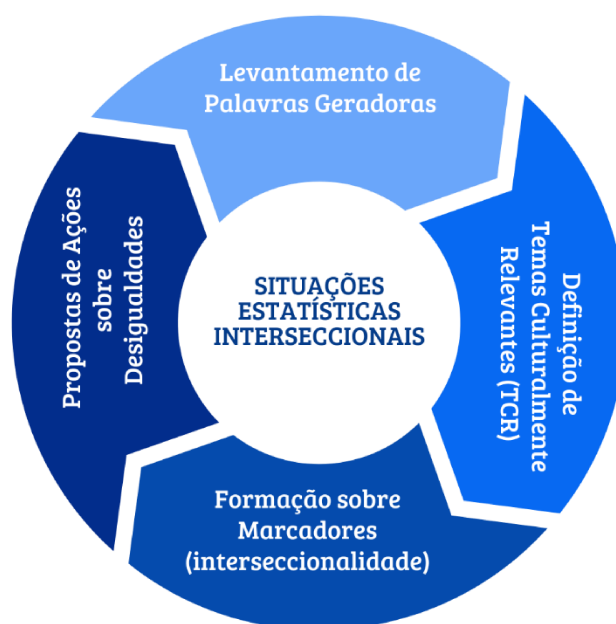 Levantamento de
Palavras Geradoras
Definição de
Temas Culturalmente
Relevantes (TCR)
Formação sobre
Marcadores
(interseccionalidade)
Propostas de Ações
sobre
Desigualdades
SITUAÇÕES
ESTATÍSTICAS
INTERSECCIONAIS